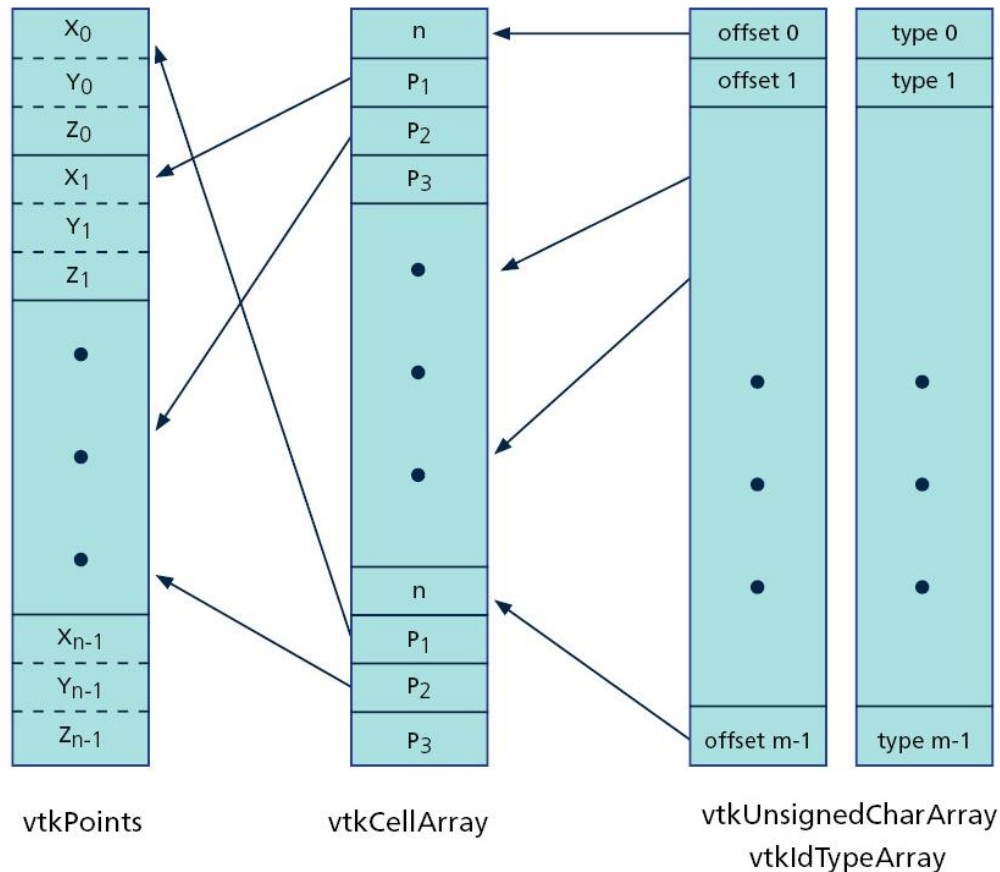 X0
Y0
Z0
X1
Y1
Z1
Xn-1
Yn-1
Zn-1
vtkPoints
n
P1
P2
P3
n
P1
P2
P3
vtkCellArray
offset 0
offset 1
offset m-1
type 0
type 1
type m-1
vtkUnsignedCharArray
vtkIdTypeArray